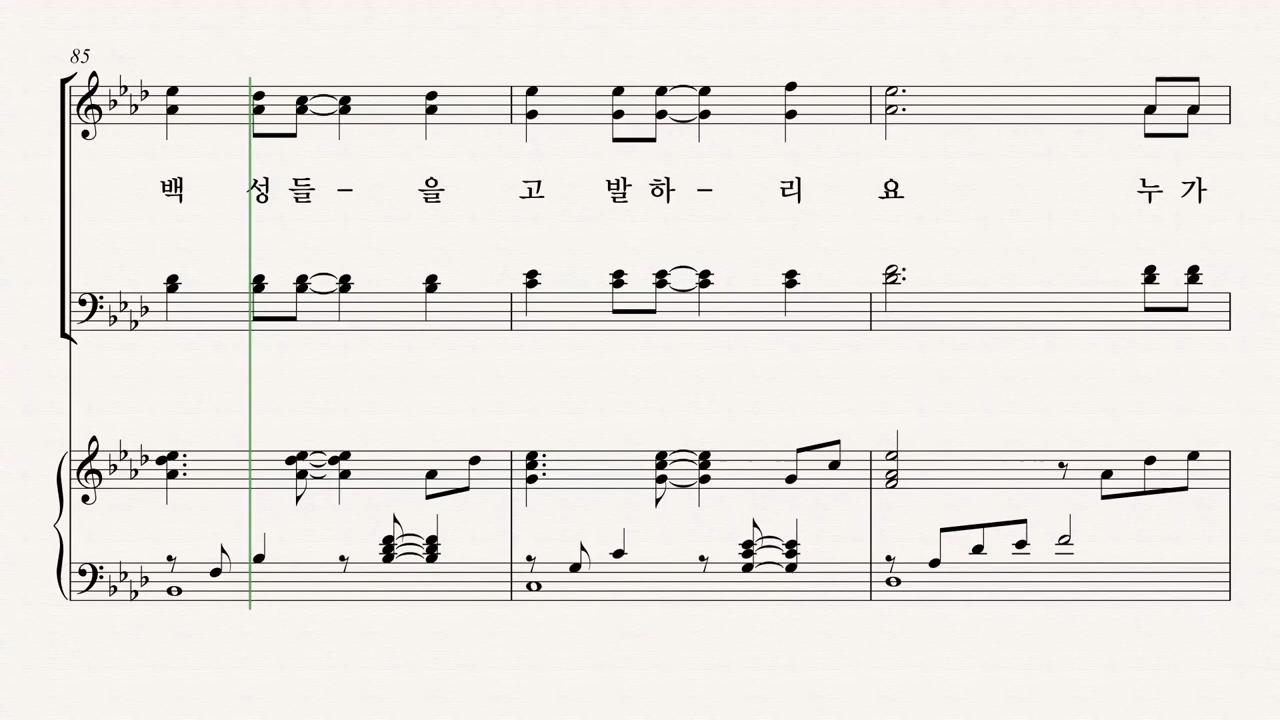 85
백 성 들 – 을 고 발 하 – 리 요 누 가